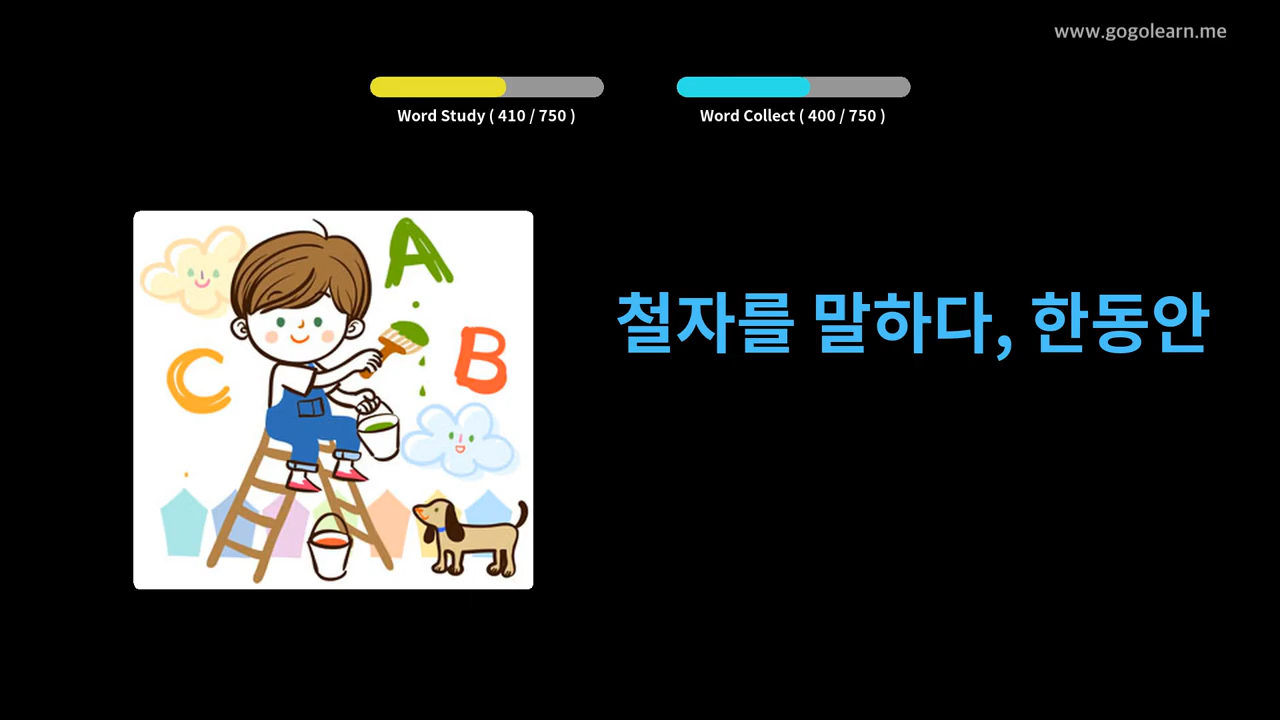 www.gogolearn.me
Word Study ( 410 / 750 )
Word Collect ( 400 / 750 )
A
B
C
철자를 말하다, 한동안